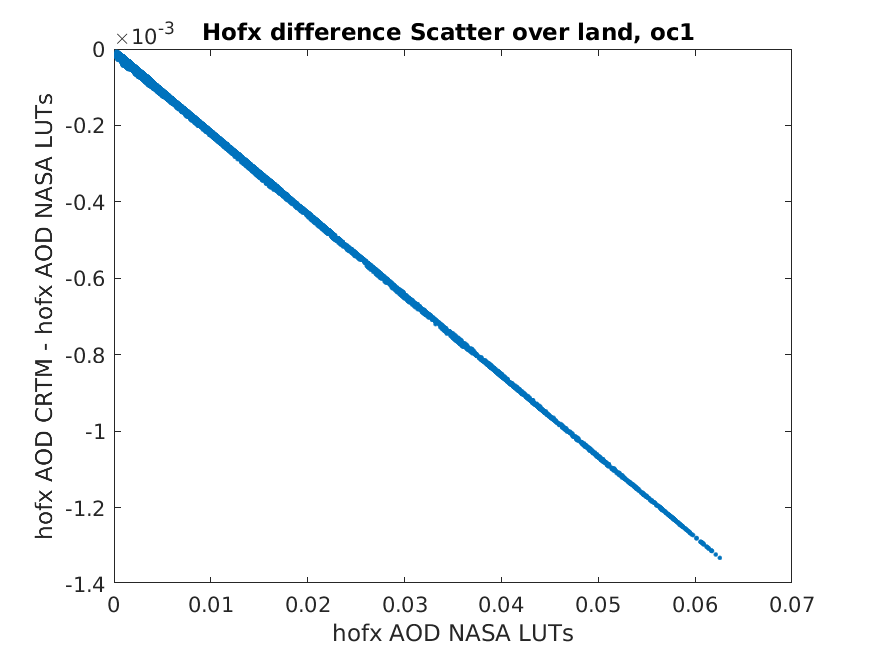 ×10-3
Hofx difference Scatter over land, oc1
0
-0.2
-0.4
-0.6
-0.8
-1
-1.2
-1.4
hofx AOD CRTM - hofx AOD NASA LUTs
0 0.01 0.02 0.03 0.04 0.05 0.06 0.07
hofx AOD NASA LUTs